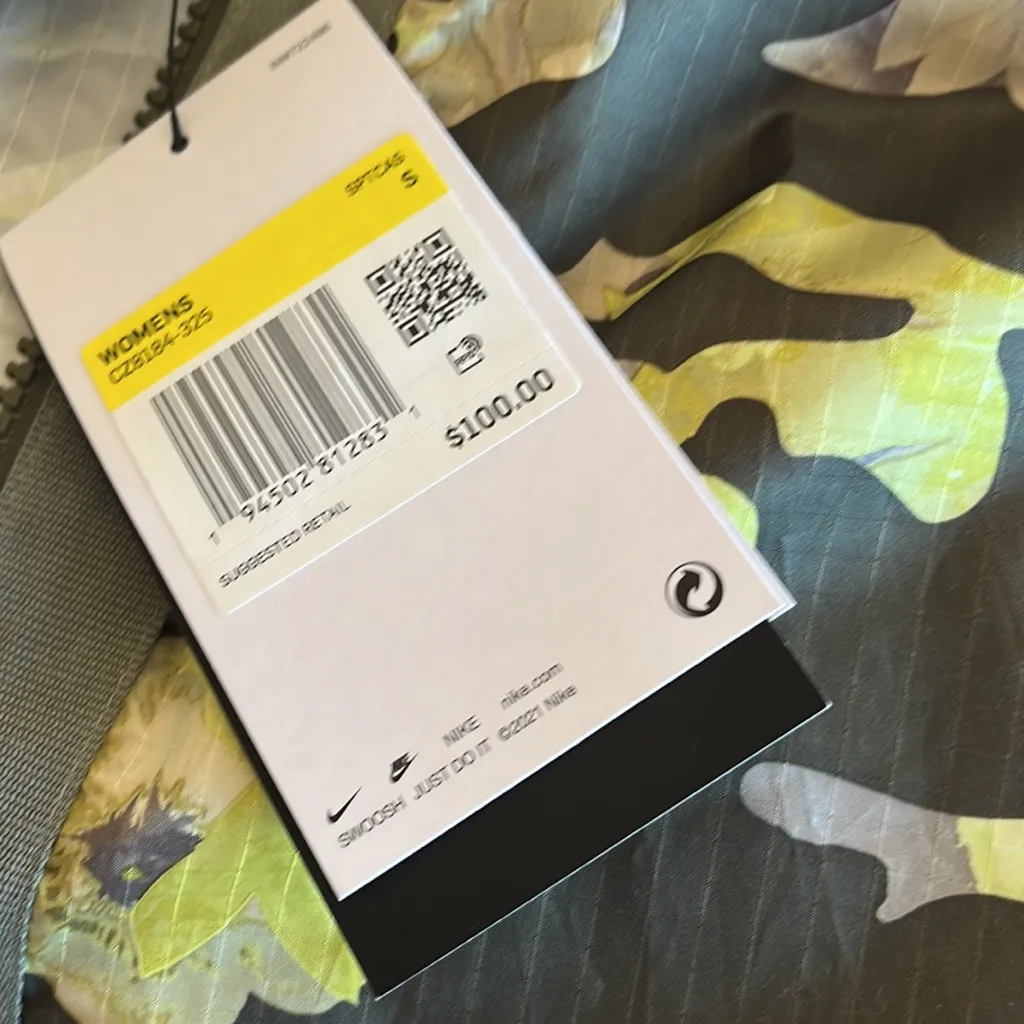 SPTCAS
S
WOMENS
CZ8184-325
1 94502 81283 1
$100.00
SUGGESTED RETAIL
NIKE nike.com
SWOOSH JUST DO IT ©2021 Nike